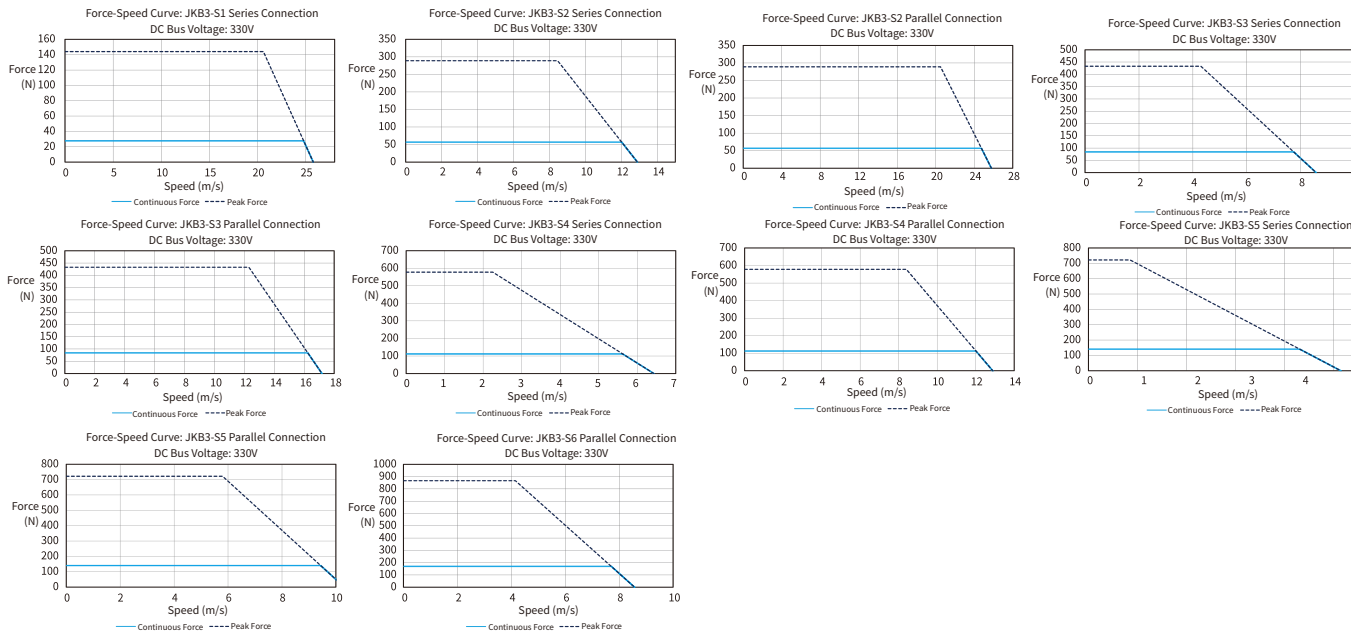 Force-Speed Curve: JKB3-S1 Series Connection
DC Bus Voltage: 330V
160
140
120
Force 100
(N)
80
60
40
20
0
0 5 10 15 20 25
Speed (m/s)
Continuous Force Peak Force
Force-Speed Curve: JKB3-S2 Series Connection
DC Bus Voltage: 330V
350
300
Force 250
(N)
200
150
100
50
0
0 2 4 6 8 10 12 14
Speed (m/s)
Continuous Force Peak Force
Force-Speed Curve: JKB3-S2 Parallel Connection
DC Bus Voltage: 330V
350
300
Force 250
(N)
200
150
100
50
0
0 4 8 12 16 20 24 28
Speed (m/s)
Continuous Force Peak Force
Force-Speed Curve: JKB3-S3 Series Connection
DC Bus Voltage: 330V
500
450
400
Force 350
(N) 300
250
200
150
100
50
0
0 2 4 6 8
Speed (m/s)
Continuous Force Peak Force
Force-Speed Curve: JKB3-S3 Parallel Connection
DC Bus Voltage: 330V
500
450
400
Force 350
(N) 300
250
200
150
100
50
0
0 2 4 6 8 10 12 14 16 18
Speed (m/s)
Continuous Force Peak Force
Force-Speed Curve: JKB3-S4 Series Connection
DC Bus Voltage: 330V
700
600
Force 500
(N)
400
300
200
100
0
0 1 2 3 4 5 6 7
Speed (m/s)
Continuous Force Peak Force
Force-Speed Curve: JKB3-S4 Parallel Connection
DC Bus Voltage: 330V
700
600
Force
(N) 500
400
300
200
100
0
0 2 4 6 8 10 12 14
Speed (m/s)
Continuous Force Peak Force
Force-Speed Curve: JKB3-S5 Series Connection
DC Bus Voltage: 330V
800
700
Force 600
(N) 500
400
300
200
100
0
0 1 2 3 4
Speed (m/s)
Continuous Force Peak Force
Force-Speed Curve: JKB3-S5 Parallel Connection
DC Bus Voltage: 330V
800
700
600
Force 500
(N) 400
300
200
100
0
0 2 4 6 8 10
Speed (m/s)
Continuous Force Peak Force
Force-Speed Curve: JKB3-S6 Parallel Connection
DC Bus Voltage: 330V
1000
900
800
Force 700
(N) 600
500
400
300
200
100
0
0 2 4 6 8 10
Speed (m/s)
Continuous Force Peak Force